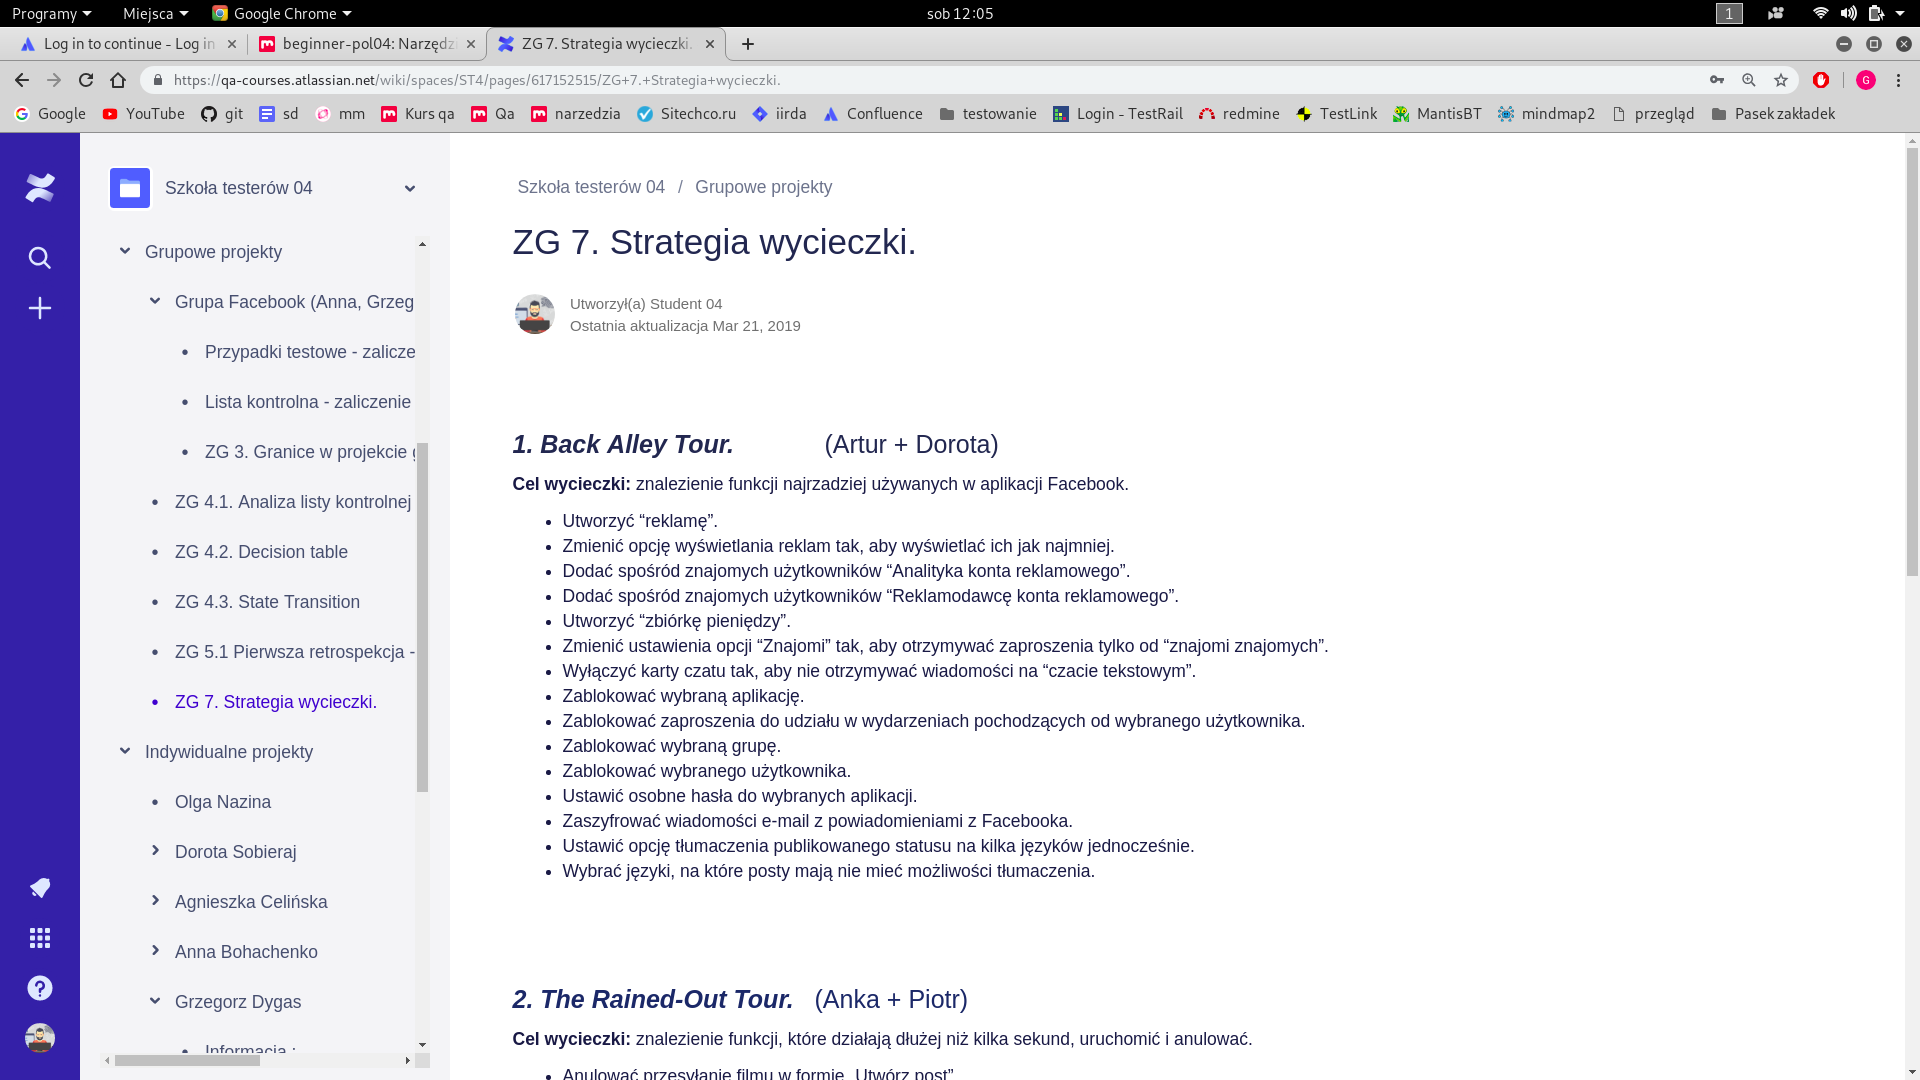 Programy Miejsca Google Chrome sob 12:05 1
Log in to continue - Log in beginner-pol04: Narzędzi ZG 7. Strategia wycieczki.
https://qa-courses.atlassian.net/wiki/spaces/ST4/pages/617152515/ZG+7.+Strategia+wycieczki. G
Google YouTube git sd mm Kurs qa Qa narzedzia Sitechco.ru iirda Confluence testowanie Login - TestRail redmine TestLink MantisBT mindmap2 przegląd Pasek zakładek
Szkoła testerów 04
Grupowe projekty
Grupa Facebook (Anna, Grzeg
Przypadki testowe - zalicze
Lista kontrolna - zaliczenie
ZG 3. Granice w projekcie g
ZG 4.1. Analiza listy kontrolnej
ZG 4.2. Decision table
ZG 4.3. State Transition
ZG 5.1 Pierwsza retrospekcja -
ZG 7. Strategia wycieczki.
Indywidualne projekty
Olga Nazina
Dorota Sobieraj
Agnieszka Celińska
Anna Bohachenko
Grzegorz Dygas
Informacja :
Szkoła testerów 04 / Grupowe projekty
ZG 7. Strategia wycieczki.
Utworzył(a) Student 04
Ostatnia aktualizacja Mar 21, 2019
1. Back Alley Tour. (Artur + Dorota)
Cel wycieczki: znalezienie funkcji najrzadziej używanych w aplikacji Facebook.
• Utworzyć “reklamę”.
• Zmienić opcję wyświetlania reklam tak, aby wyświetlać ich jak najmniej.
• Dodać spośród znajomych użytkowników “Analityka konta reklamowego”.
• Dodać spośród znajomych użytkowników “Reklamodawcę konta reklamowego”.
• Utworzyć “zbiórkę pieniędzy”.
• Zmienić ustawienia opcji “Znajomi” tak, aby otrzymywać zaproszenia tylko od “znajomi znajomych”.
• Wyłączyć karty czatu tak, aby nie otrzymywać wiadomości na “czacie tekstowym”.
• Zablokować wybraną aplikację.
• Zablokować zaproszenia do udziału w wydarzeniach pochodzących od wybranego użytkownika.
• Zablokować wybraną grupę.
• Zablokować wybranego użytkownika.
• Ustawić osobne hasła do wybranych aplikacji.
• Zaszyfrować wiadomości e-mail z powiadomieniami z Facebooka.
• Ustawić opcję tłumaczenia publikowanego statusu na kilka języków jednocześnie.
• Wybrać języki, na które posty mają nie mieć możliwości tłumaczenia.
2. The Rained-Out Tour. (Anka + Piotr)
Cel wycieczki: znalezienie funkcji, które działają dłużej niż kilka sekund, uruchomić i anulować.
• Anulować przesyłanie filmu w formie „Utwórz post”